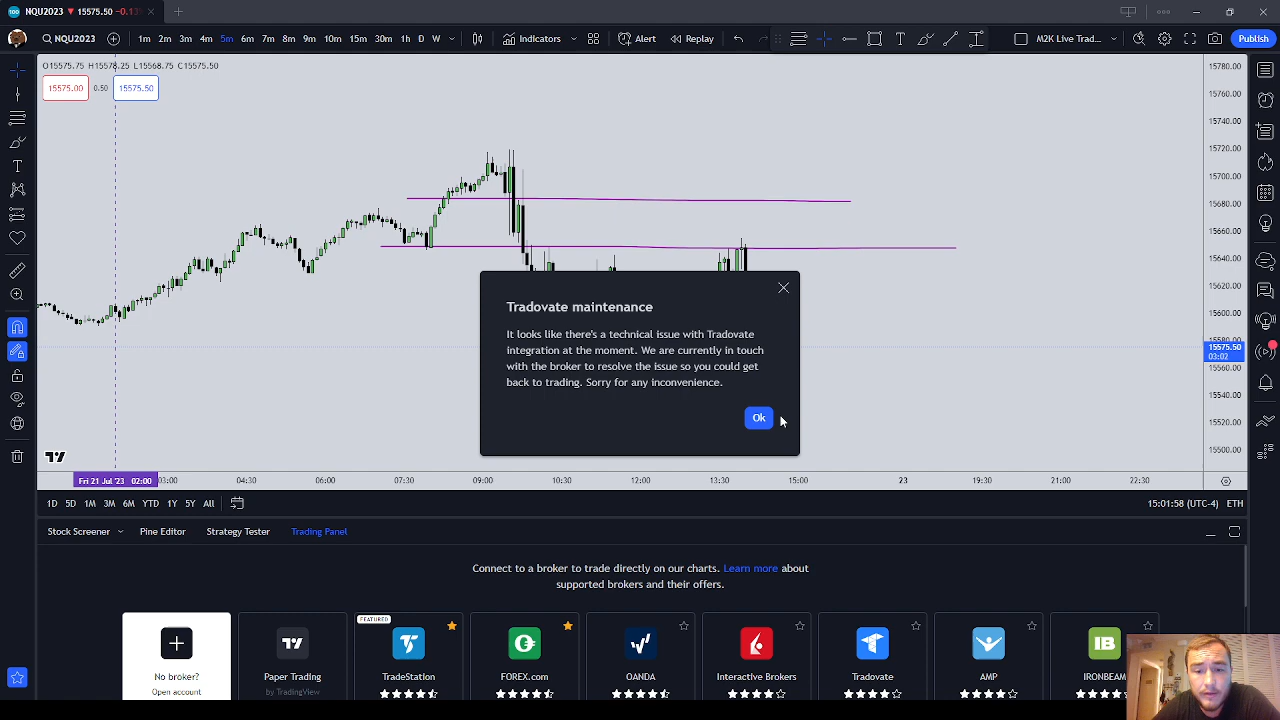 NQU2023 ▼ 15575.50 −0.13
NQU2023 1m 2m 3m 4m 5m 6m 7m 8m 9m 10m 15m 30m 1h D W Indicators Alert Replay M2K Live Trad... Publish
O15575.75 H15578.25 L15568.75 C15575.50
15575.00 0.50 15575.50
15780.00
15760.00
15740.00
15720.00
15700.00
15680.00
15660.00
15640.00
15620.00
15600.00
15580.00
15575.50
03:02
15560.00
15540.00
15520.00
15500.00
Tradovate maintenance
It looks like there's a technical issue with Tradovate
integration at the moment. We are currently in touch
with the broker to resolve the issue so you could get
back to trading. Sorry for any inconvenience.
Ok
Fri 21 Jul '23 02:00 03:00 04:30 06:00 07:30 09:00 10:30 12:00 13:30 15:00 23 19:30 21:00 22:30
1D 5D 1M 3M 6M YTD 1Y 5Y All 15:01:58 (UTC-4) ETH
Stock Screener Pine Editor Strategy Tester Trading Panel
Connect to a broker to trade directly on our charts. Learn more about
supported brokers and their offers.
FEATURED
No broker? Paper Trading TradeStation FOREX.com OANDA Interactive Brokers AMP IRONBEAM
Open account by TradingView